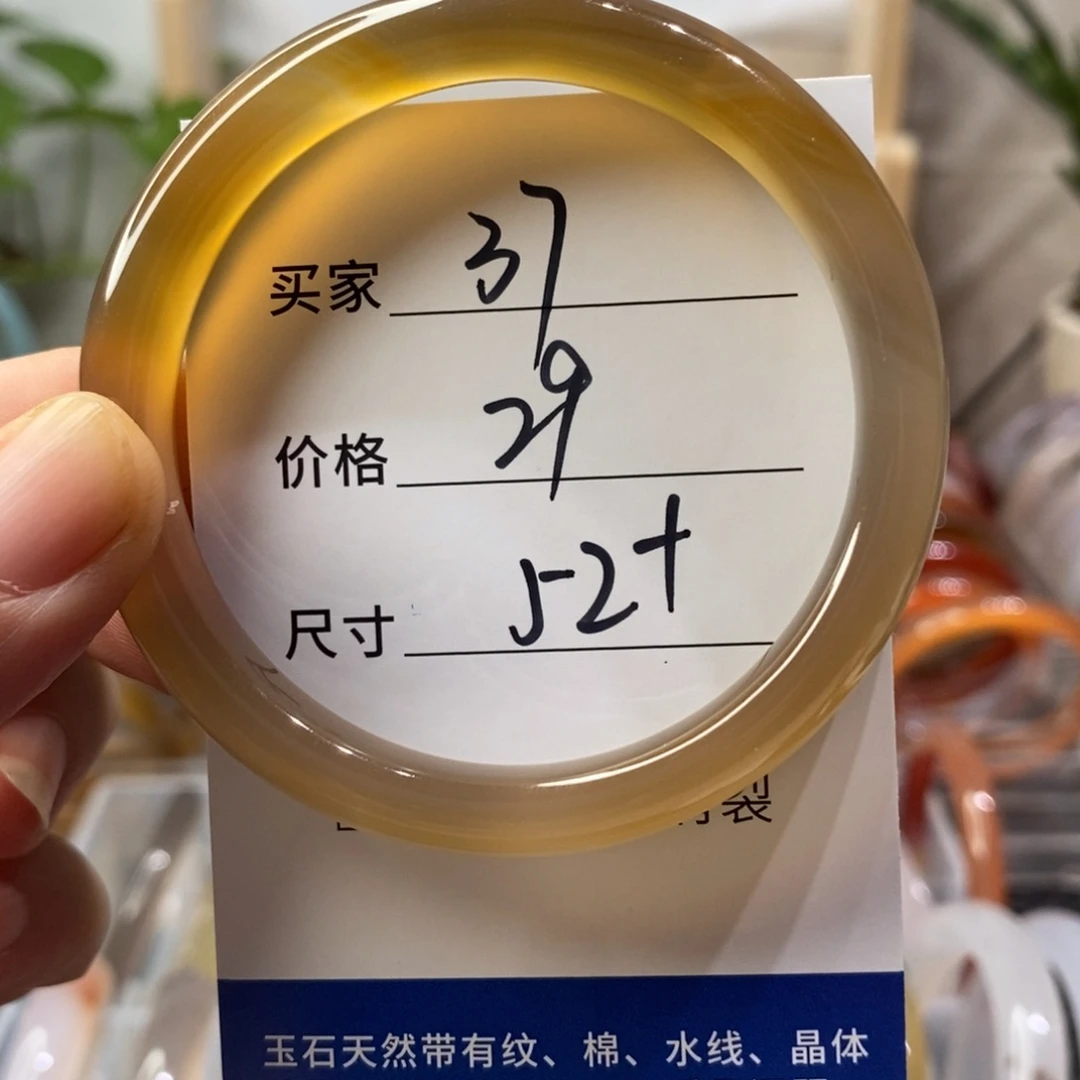 买家 37
价格 29
尺寸 52+
裂
玉石天然带有纹、棉、水线、晶体